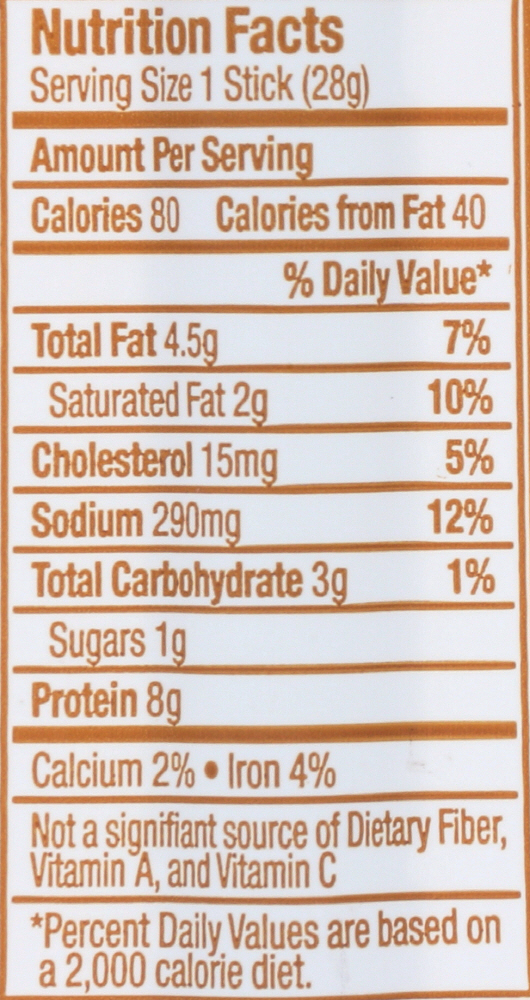 Nutrition Facts
Serving Size 1 Stick (28g)
Amount Per Serving
Calories 80 Calories from Fat 40
% Daily Value*
Total Fat 4.5g 7%
Saturated Fat 2g 10%
Cholesterol 15mg 5%
Sodium 290mg 12%
Total Carbohydrate 3g 1%
Sugars 1g
Protein 8g
Calcium 2% • Iron 4%
Not a signifiant source of Dietary Fiber,
Vitamin A, and Vitamin C
*Percent Daily Values are based on
a 2,000 calorie diet.